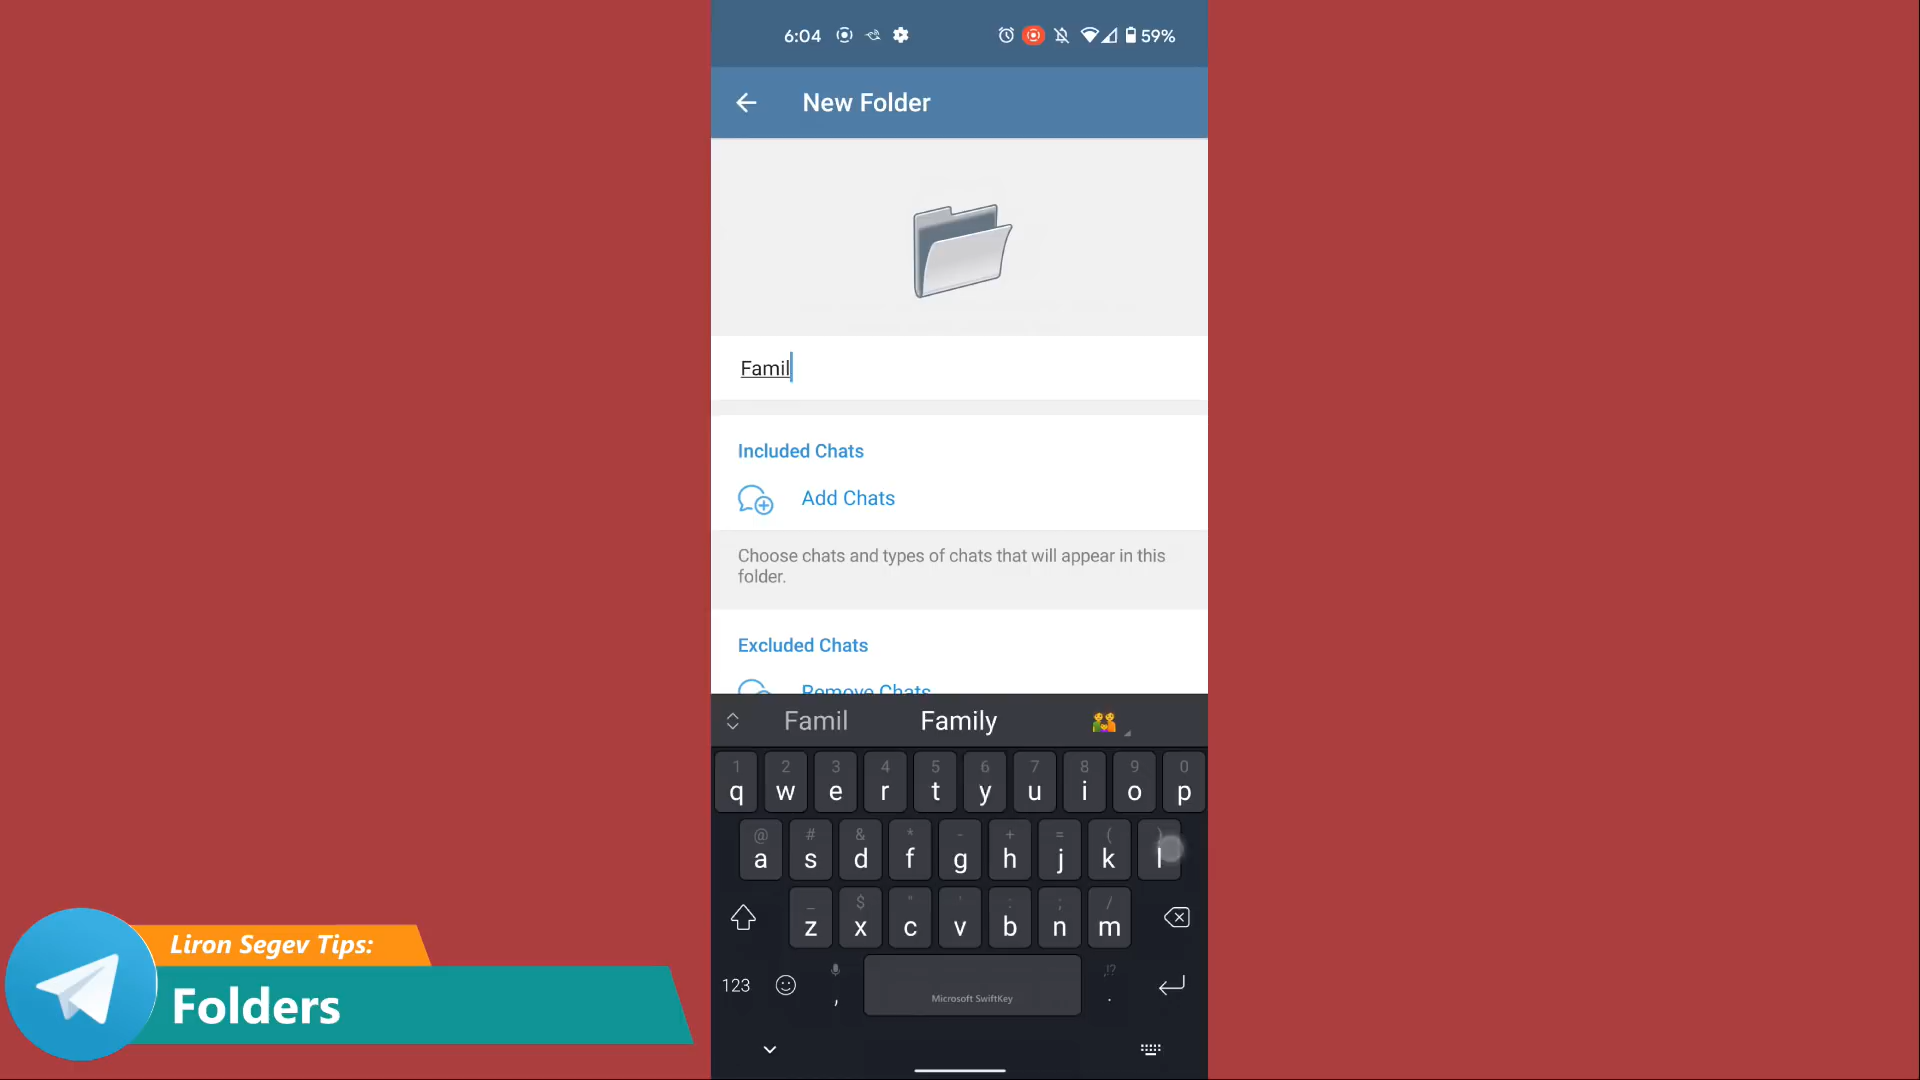 6:04
59%
New Folder
Famil
Included Chats
Add Chats
Choose chats and types of chats that will appear in this
folder.
Excluded Chats
Remove Chats
Famil Family
1 2 3 4 5 6 7 8 9 0
q w e r t y u i o p
@ # & * - + = ( )
a s d f g h j k l
_ $ " ' : ; /
z x c v b n m
123 , Microsoft SwiftKey !? .
Liron Segev Tips:
Folders